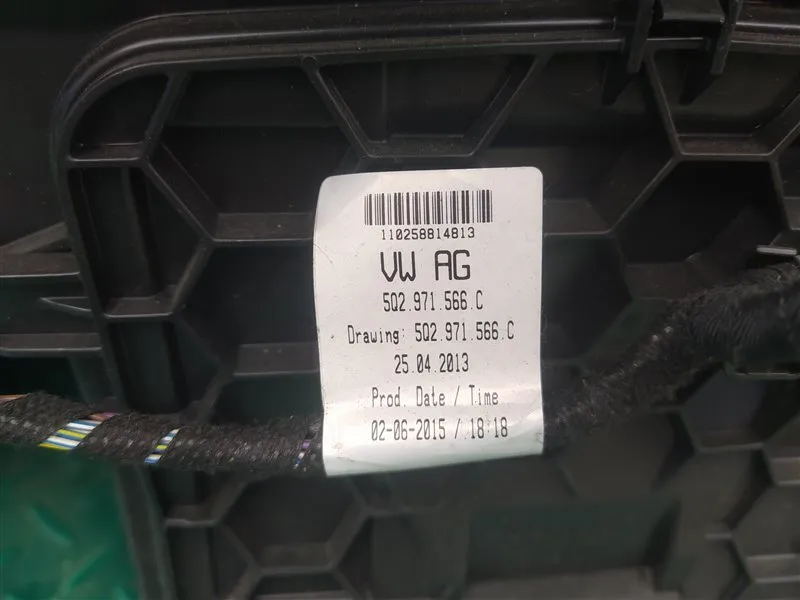 110258814813
VW AG
5Q2.971.566.C
Drawing: 5Q2.971.566.C
25.04.2013
Prod. Date / Time
02-06-2015 / 18:18